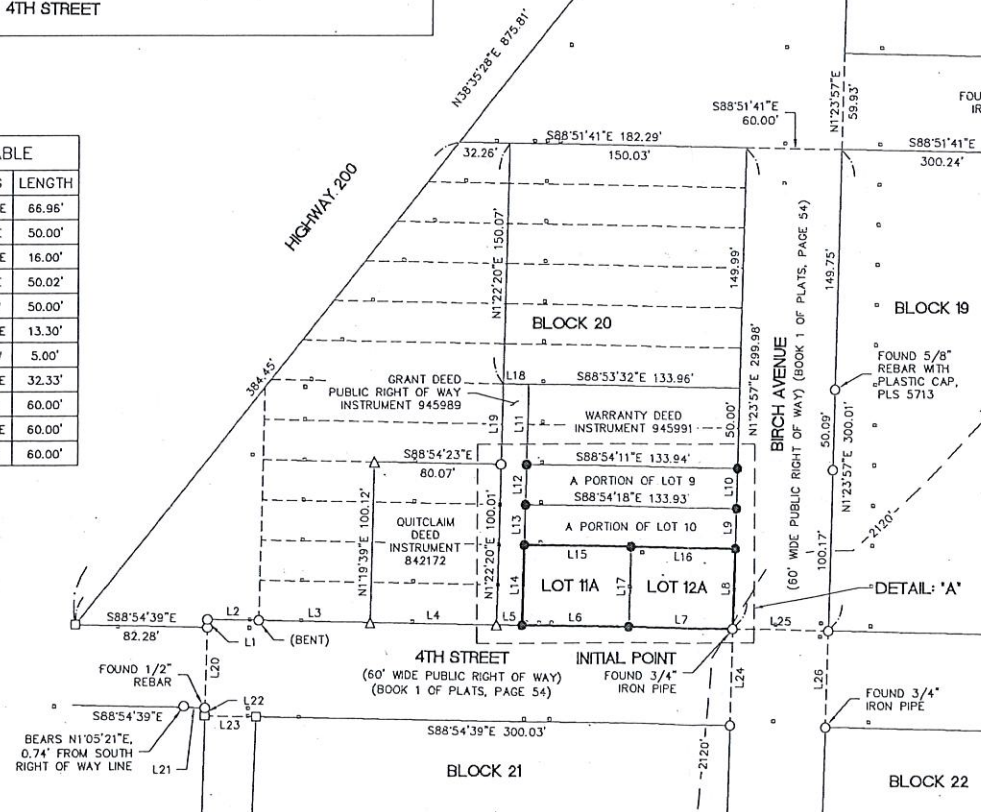 4TH STREET
N38°35'28"E 875.81'
S88°51'41"E
60.00'
N1°23'57"E
59.93'
S88°51'41"E 182.29'
32.26'
150.03'
S88°51'41"E
300.24'
LENGTH
66.96'
50.00'
16.00'
50.02'
50.00'
13.30'
5.00'
32.33'
60.00'
60.00'
60.00'
HIGHWAY 200
N1°22'20"E 150.07'
149.99'
149.75'
BLOCK 20
BLOCK 19
BIRCH AVENUE
(60' WIDE PUBLIC RIGHT OF WAY) (BOOK 1 OF PLATS, PAGE 54)
N1°23'57"E 299.98'
FOUND 5/8"
REBAR WITH
PLASTIC CAP,
PLS 5713
384.45'
GRANT DEED
PUBLIC RIGHT OF WAY
INSTRUMENT 945989
L18
S88°53'32"E 133.96'
L19
L11
WARRANTY DEED
INSTRUMENT 945991
50.00'
50.09'
N1°23'57"E 300.01'
S88°54'23"E
80.07'
S88°54'11"E 133.94'
L12
A PORTION OF LOT 9
L10
S88°54'18"E 133.93'
N1°19'39"E 100.12'
QUITCLAIM
DEED
INSTRUMENT
842172
N1°22'20"E 100.01'
L13
A PORTION OF LOT 10
L9
L15
L16
100.17'
2120'
L14
LOT 11A
L17
LOT 12A
L8
DETAIL: 'A'
S88°54'39"E
82.28'
L2
L1
L3
(BENT)
L4
L5
L6
L7
L25
4TH STREET
(60' WIDE PUBLIC RIGHT OF WAY)
(BOOK 1 OF PLATS, PAGE 54)
INITIAL POINT
FOUND 3/4"
IRON PIPE
FOUND 1/2"
REBAR
L20
L24
L26
FOUND 3/4"
IRON PIPE
L22
S88°54'39"E
L23
S88°54'39"E 300.03'
BEARS N1°05'21"E,
0.74' FROM SOUTH
RIGHT OF WAY LINE
L21
2120'
BLOCK 21
BLOCK 22